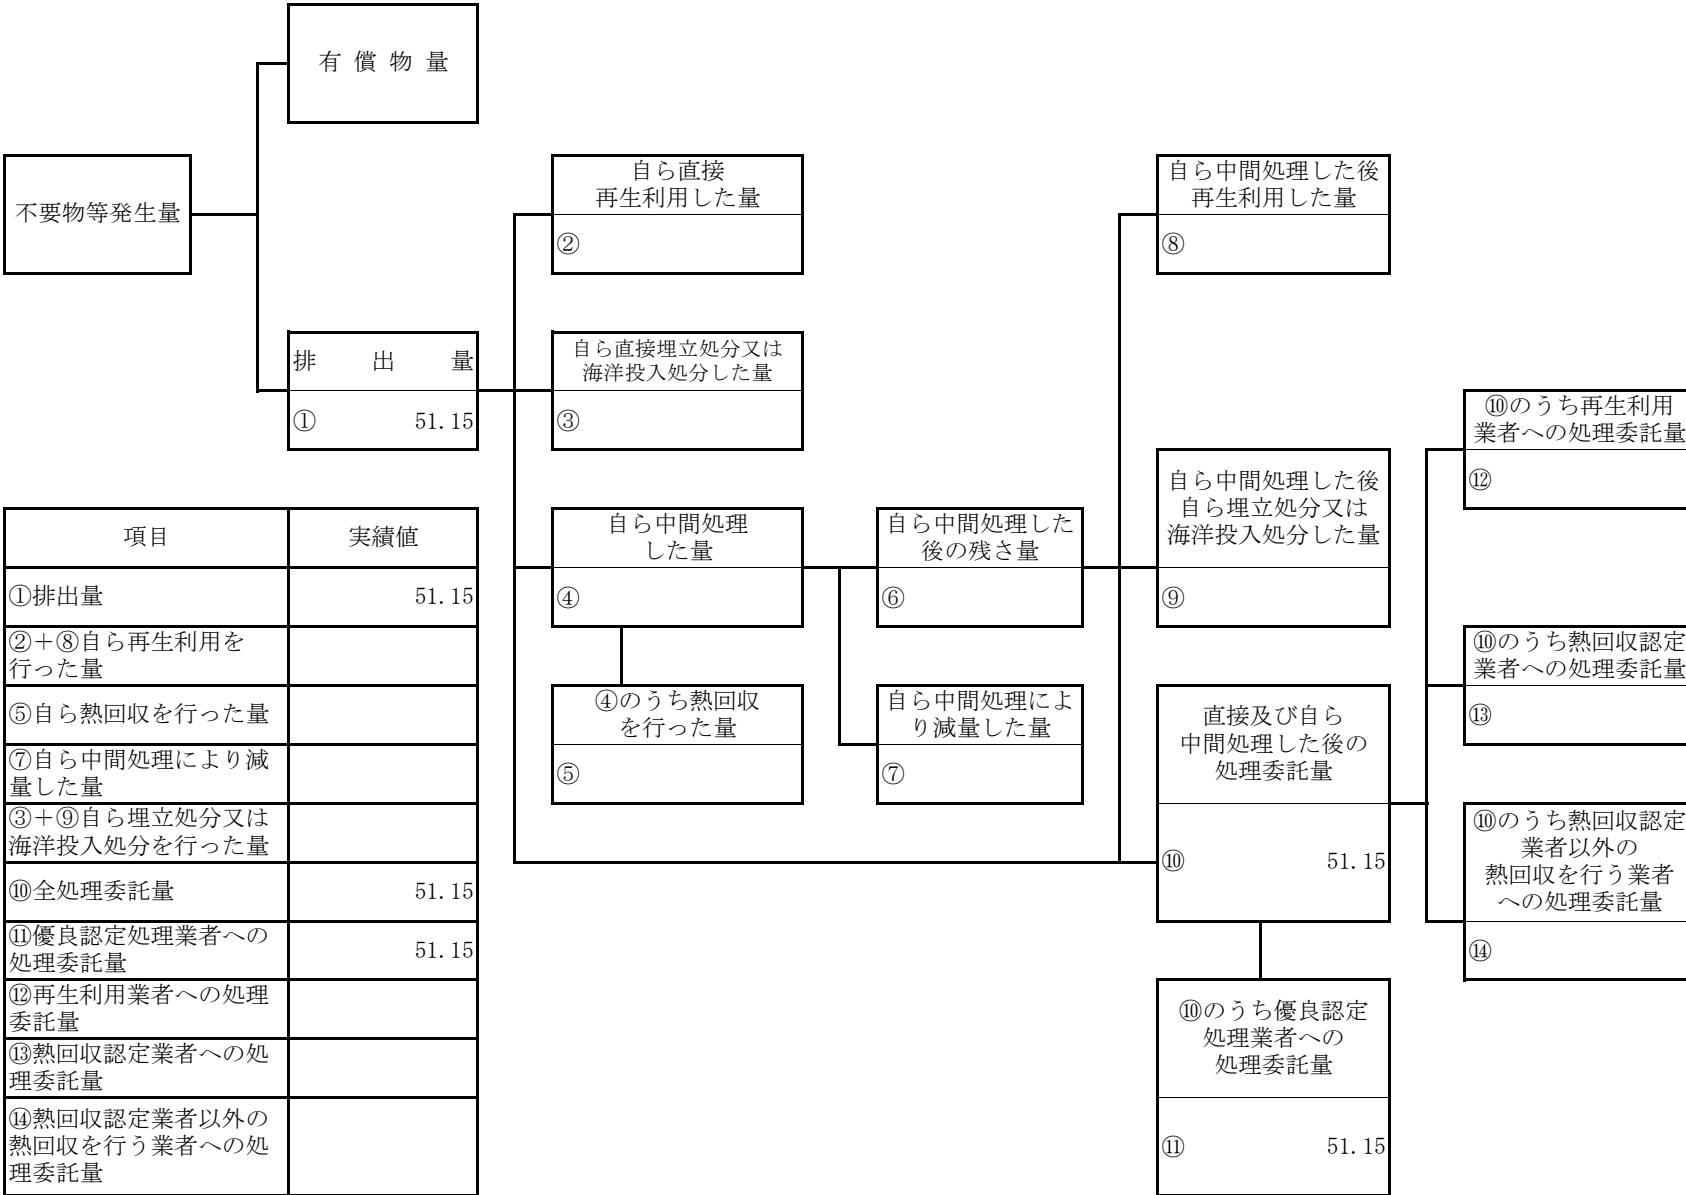 有 償 物 量
不要物等発生量
自ら直接
再生利用した量
②
自ら中間処理した後
再生利用した量
⑧
排 出 量
① 51.15
自ら直接埋立処分又は
海洋投入処分した量
③
⑩のうち再生利用
業者への処理委託量
⑫
自ら中間処理した後
自ら埋立処分又は
海洋投入処分した量
⑨
自ら中間処理
した量
④
自ら中間処理した
後の残さ量
⑥
⑩のうち熱回収認定
業者への処理委託量
⑬
④のうち熱回収
を行った量
⑤
自ら中間処理によ
り減量した量
⑦
直接及び自ら
中間処理した後の
処理委託量
⑩ 51.15
⑩のうち熱回収認定
業者以外の
熱回収を行う業者
への処理委託量
⑭
⑩のうち優良認定
処理業者への
処理委託量
⑪ 51.15
項目 実績値
①排出量 51.15
②＋⑧自ら再生利用を
行った量
⑤自ら熱回収を行った量
⑦自ら中間処理により減
量した量
③＋⑨自ら埋立処分又は
海洋投入処分を行った量
⑩全処理委託量 51.15
⑪優良認定処理業者への
処理委託量 51.15
⑫再生利用業者への処理
委託量
⑬熱回収認定業者への処
理委託量
⑭熱回収認定業者以外の
熱回収を行う業者への処
理委託量